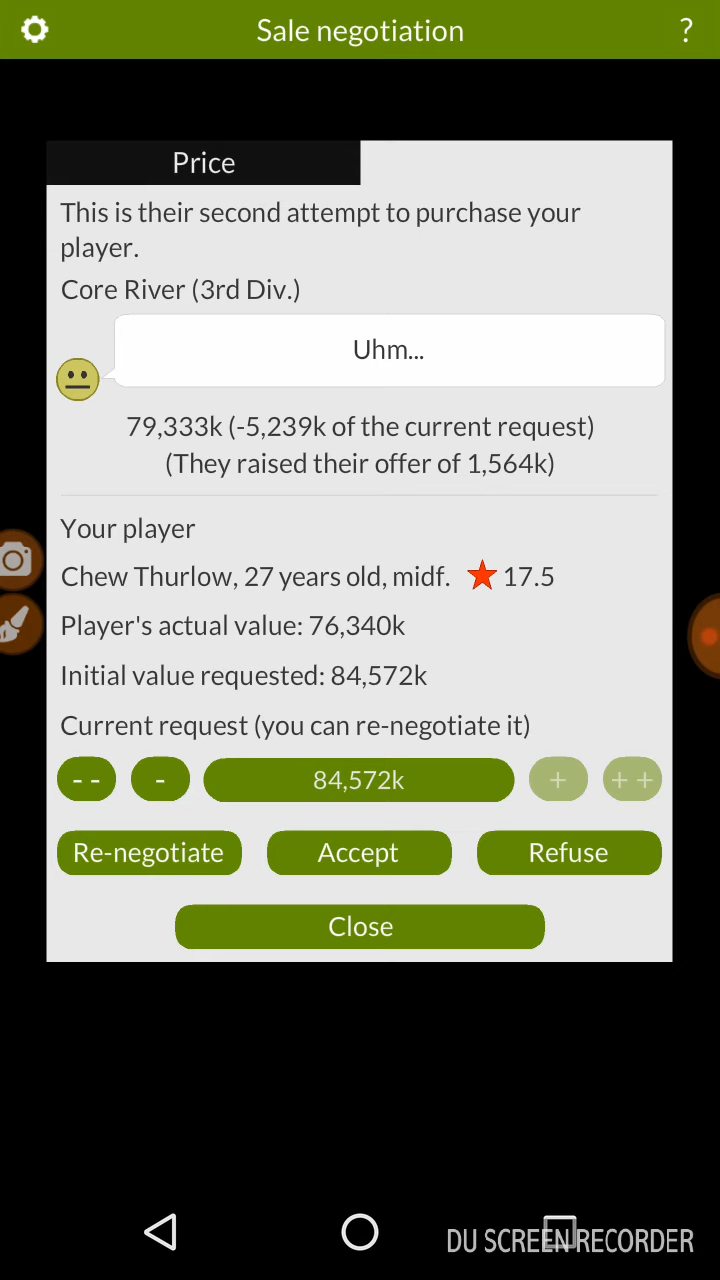 Sale negotiation ?
Price
This is their second attempt to purchase your
player.
Core River (3rd Div.)
Uhm...
79,333k (-5,239k of the current request)
(They raised their offer of 1,564k)
Your player
Chew Thurlow, 27 years old, midf. 17.5
Player's actual value: 76,340k
Initial value requested: 84,572k
Current request (you can re-negotiate it)
- - - 84,572k + + +
Re-negotiate Accept Refuse
Close
DU SCREEN RECORDER